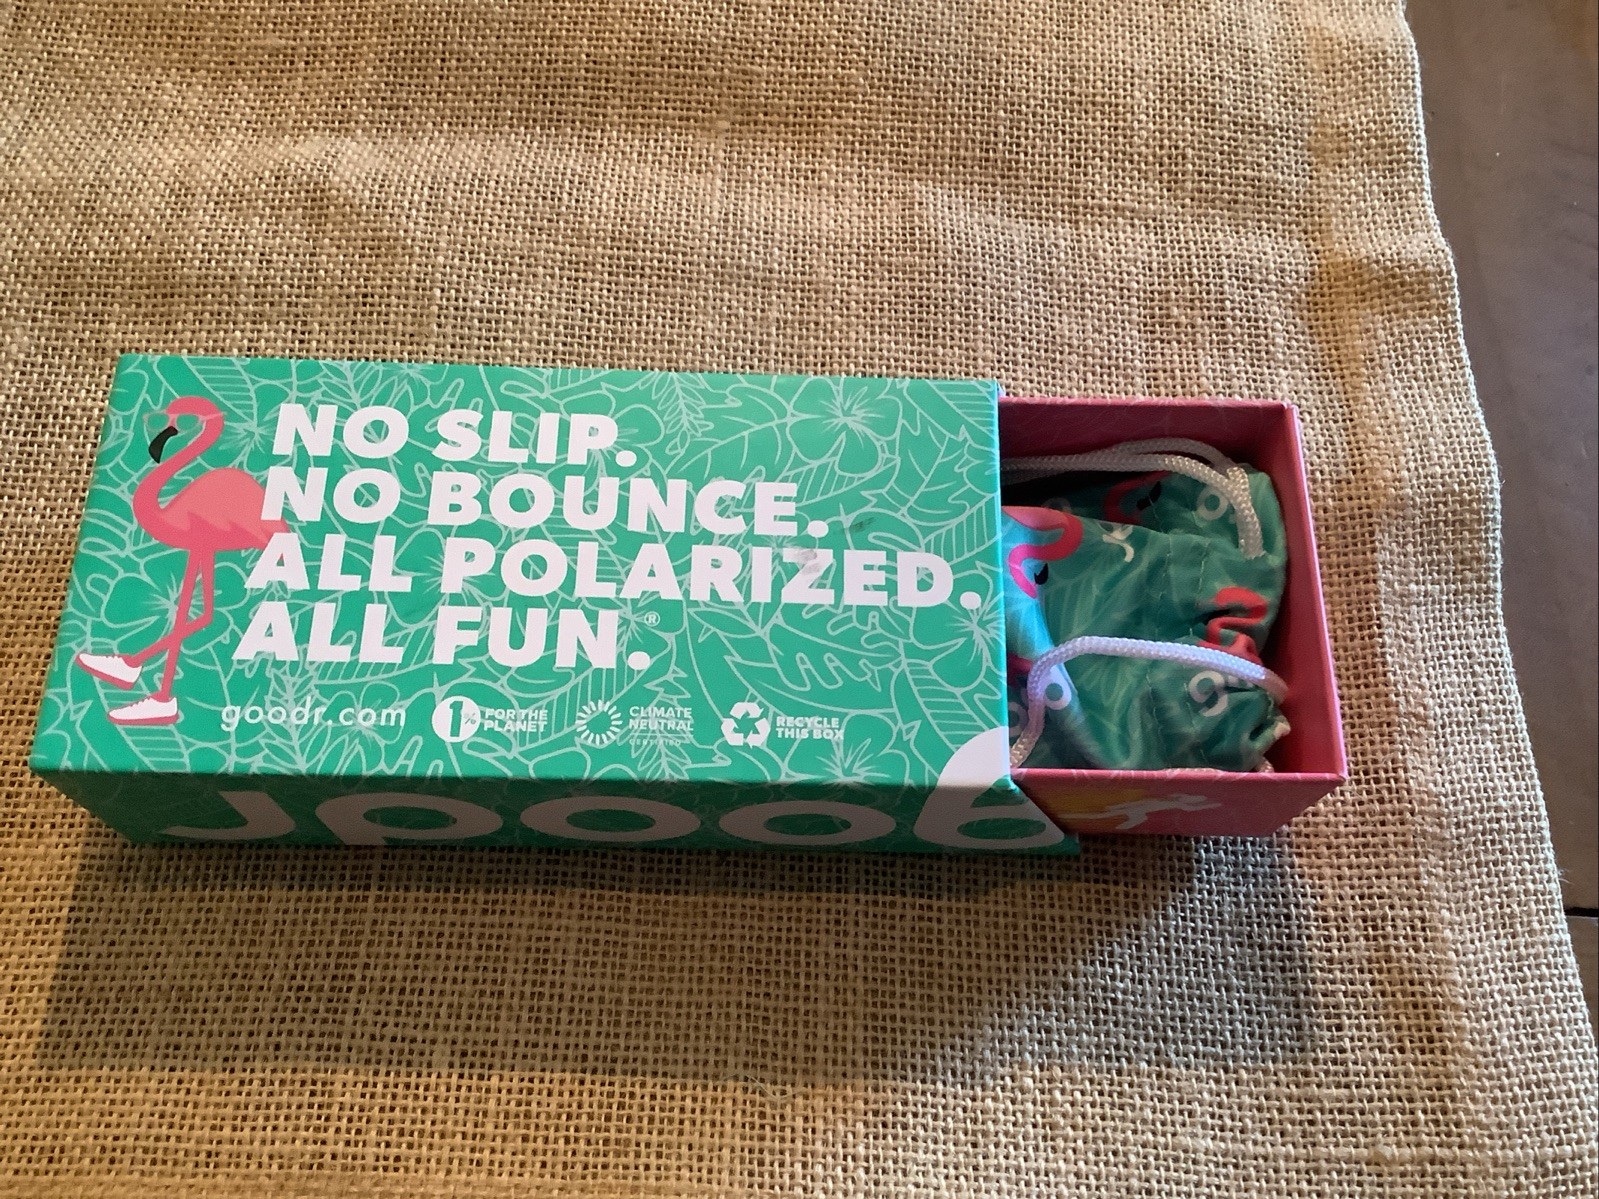 NO SLIP.
NO BOUNCE.
ALL POLARIZED.
ALL FUN.®
goodr.com
1% FOR THE
PLANET
CLIMATE
NEUTRAL
CERTIFIED
RECYCLE
THIS BOX
goodr